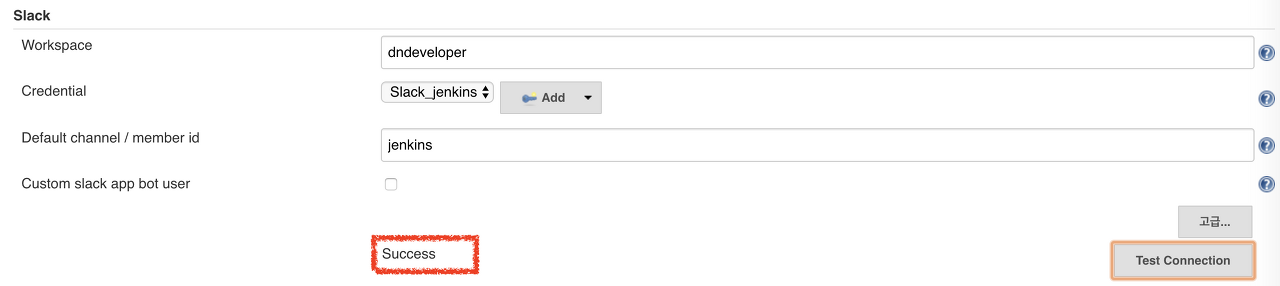 Slack
Workspace
dndeveloper
Credential
Slack_jenkins
Add
Default channel / member id
jenkins
Custom slack app bot user
고급...
Success
Test Connection